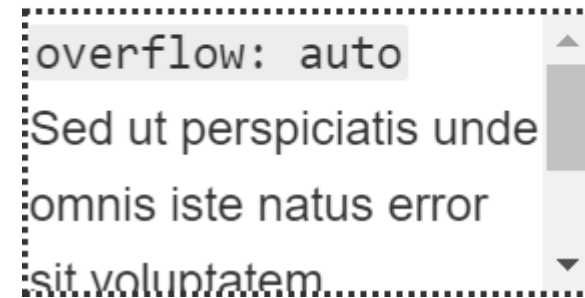 overflow: auto
Sed ut perspiciatis unde
omnis iste natus error
sit voluptatem